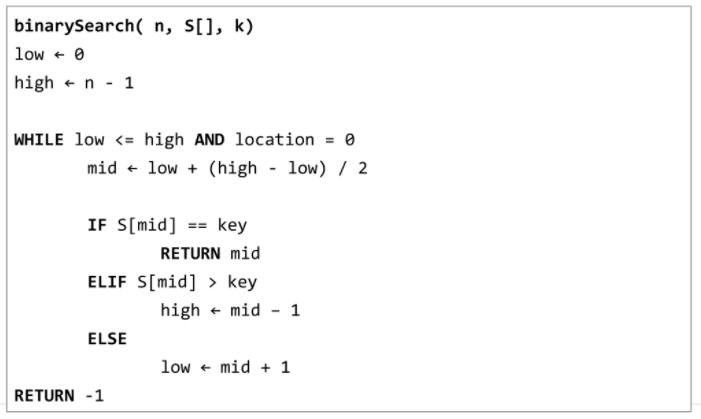 binarySearch( n, S[], k)
low ← 0
high ← n - 1
WHILE low <= high AND location = 0
mid ← low + (high - low) / 2
IF S[mid] == key
RETURN mid
ELIF S[mid] > key
high ← mid – 1
ELSE
low ← mid + 1
RETURN -1